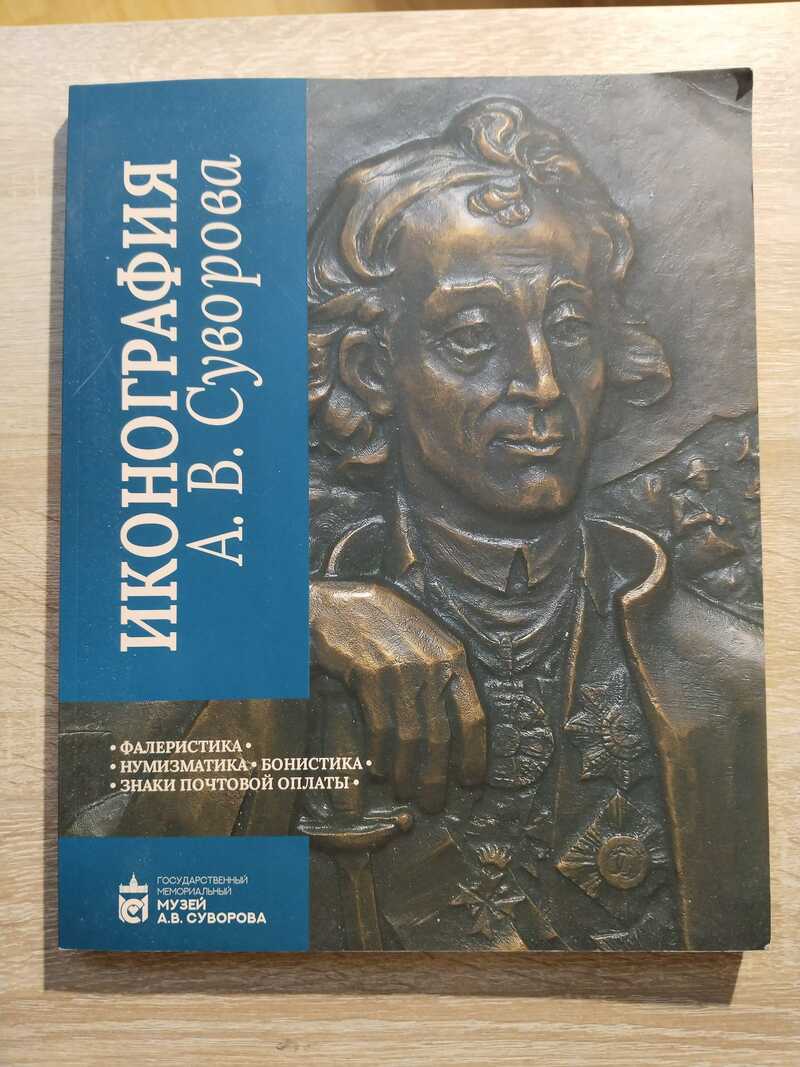 ИКОНОГРАФИЯ
А. В. Суворова
• ФАЛЕРИСТИКА •
• НУМИЗМАТИКА • БОНИСТИКА •
• ЗНАКИ ПОЧТОВОЙ ОПЛАТЫ •
ГОСУДАРСТВЕННЫЙ
МЕМОРИАЛЬНЫЙ
МУЗЕЙ
А.В. СУВОРОВА